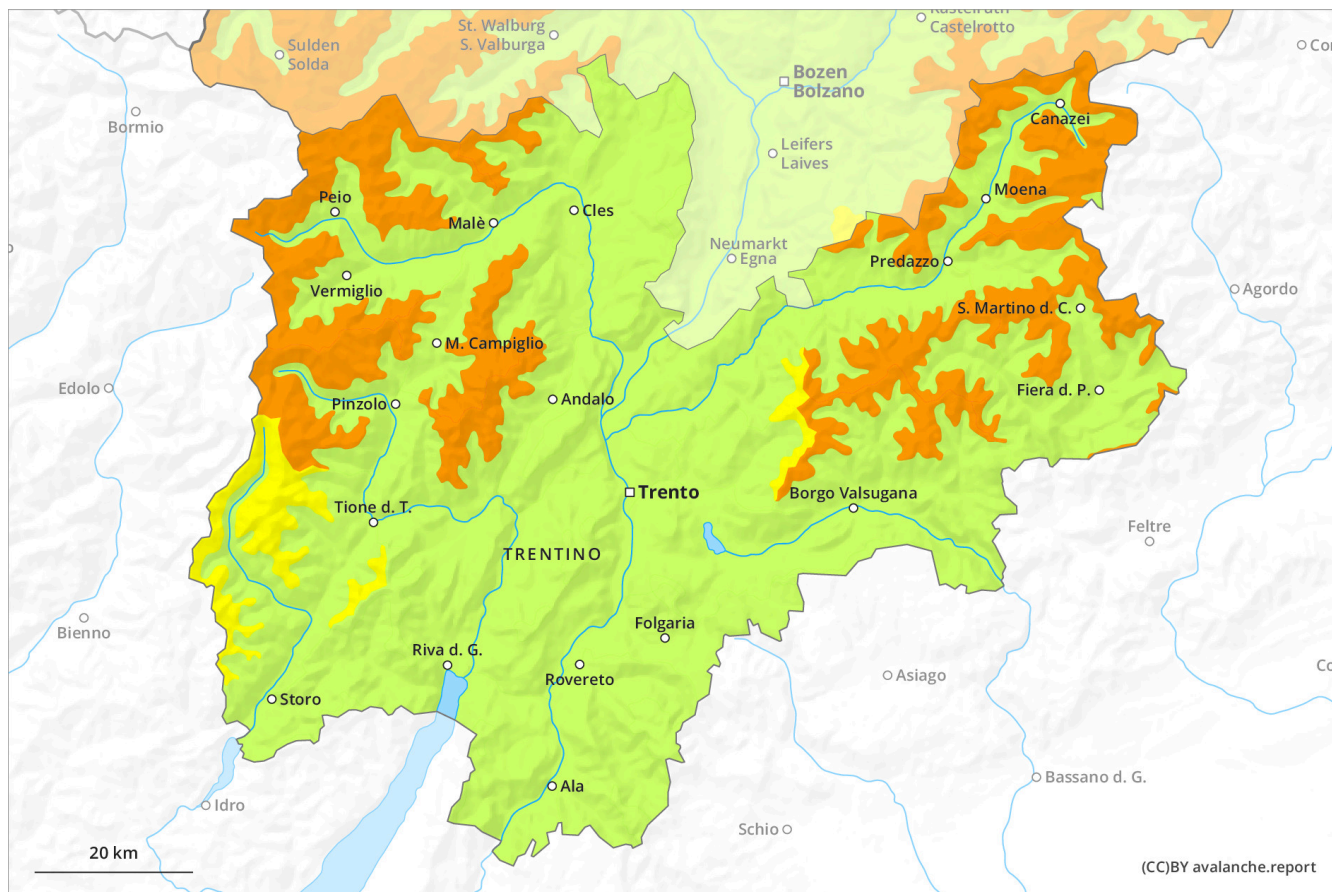 Kastelruth
Castelrotto
St. Walburg
S. Valburga
Sulden
Solda
Bozen
Bolzano
Bormio
Canazei
Leifers
Laives
Peio
Moena
Malè
Cles
Neumarkt
Egna
Predazzo
Vermiglio
Agordo
S. Martino d. C.
M. Campiglio
Edolo
Andalo
Fiera d. P.
Pinzolo
Trento
Borgo Valsugana
Tione d. T.
Feltre
TRENTINO
Bienno
Folgaria
Riva d. G.
Rovereto
Asiago
Storo
Bassano d. G.
Ala
Idro
Schio
20 km
(CC)BY avalanche.report